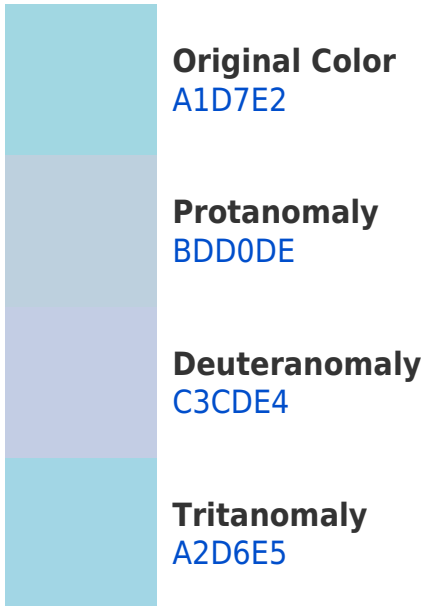 Original Color
A1D7E2
Protanomaly
BDD0DE
Deuteranomaly
C3CDE4
Tritanomaly
A2D6E5